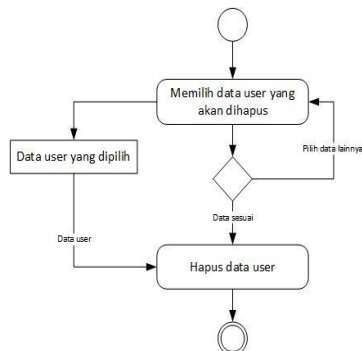 Memilih data user yang
akan dihapus
Pilih data lainnya
Data user yang dipilih
Data sesuai
Data user
Hapus data user